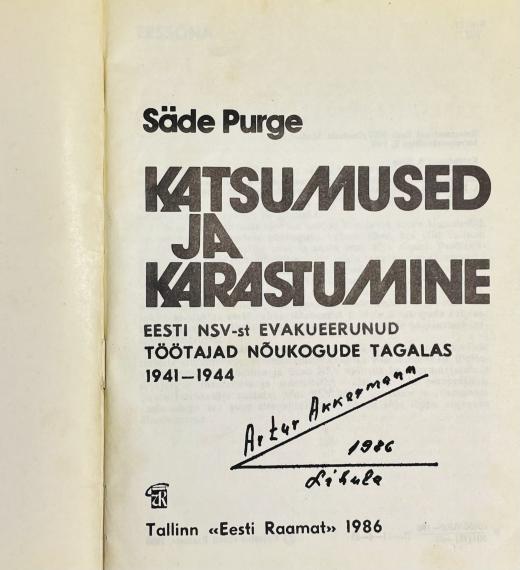 Säde Purge
KATSUMUSED
JA
KARASTUMINE
EESTI NSV-st EVAKUEERUNUD
TÖÖTAJAD NÕUKOGUDE TAGALAS
1941—1944
Artur Akkermann
1986
Lihula
Tallinn «Eesti Raamat» 1986